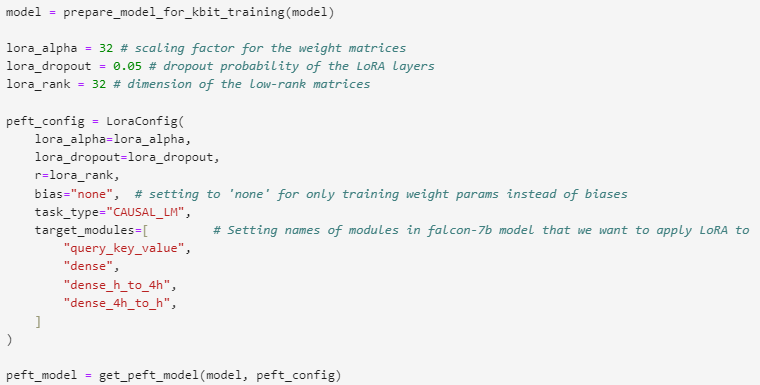 model = prepare_model_for_kbit_training(model)
lora_alpha = 32 # scaling factor for the weight matrices
lora_dropout = 0.05 # dropout probability of the LoRA layers
lora_rank = 32 # dimension of the low-rank matrices
peft_config = LoraConfig(
    lora_alpha=lora_alpha,
    lora_dropout=lora_dropout,
    r=lora_rank,
    bias="none",  # setting to 'none' for only training weight params instead of biases
    task_type="CAUSAL_LM",
    target_modules=[         # Setting names of modules in falcon-7b model that we want to apply LoRA to
        "query_key_value",
        "dense",
        "dense_h_to_4h",
        "dense_4h_to_h",
    ]
)
peft_model = get_peft_model(model, peft_config)